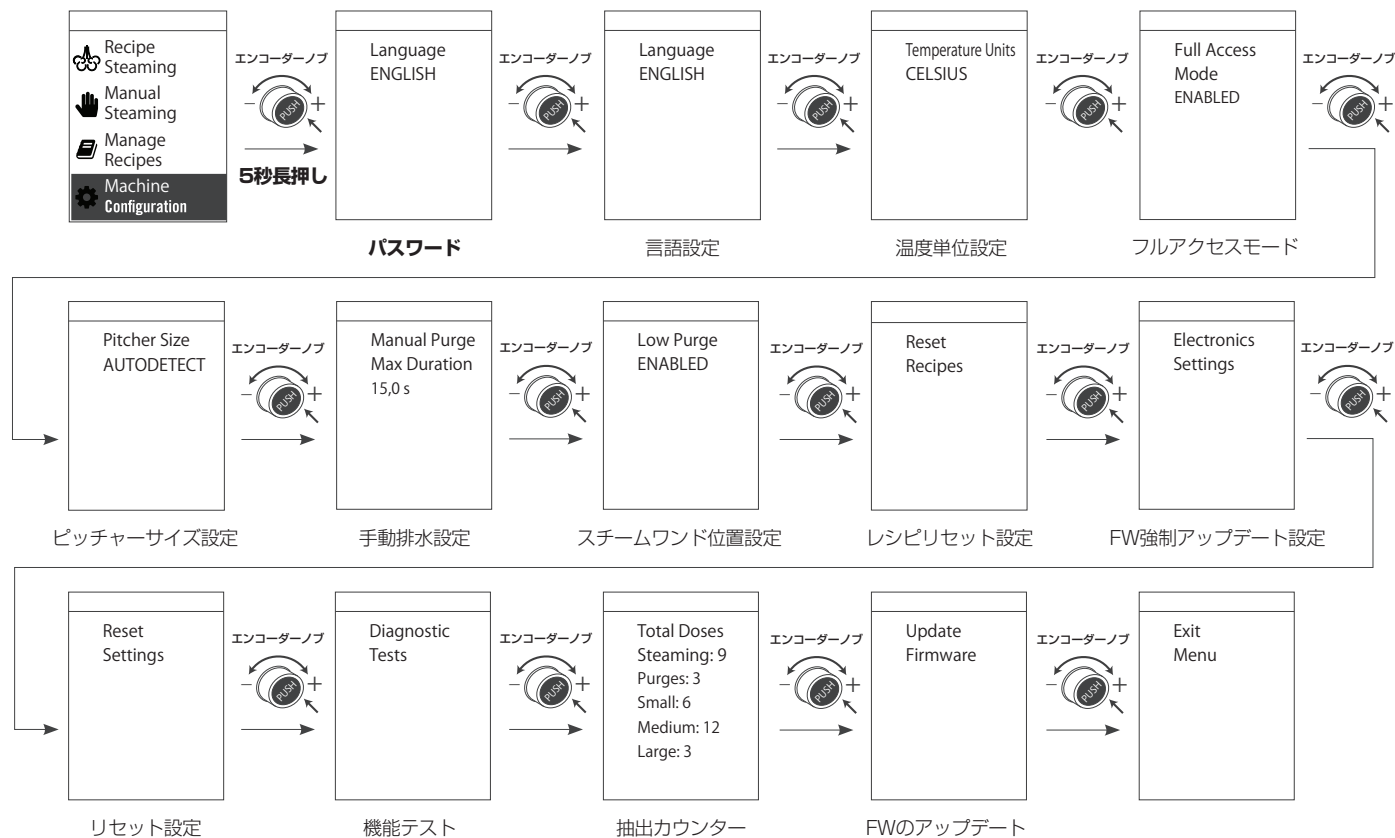 Recipe
Steaming
Manual
Steaming
Manage
Recipes
Machine
Configuration
エンコーダーノブ
- PUSH +
5秒長押し
Language
ENGLISH
パスワード
エンコーダーノブ
- PUSH +
Language
ENGLISH
言語設定
エンコーダーノブ
- PUSH +
Temperature Units
CELSIUS
温度単位設定
エンコーダーノブ
- PUSH +
Full Access
Mode
ENABLED
フルアクセスモード
エンコーダーノブ
- PUSH +
Pitcher Size
AUTODETECT
ピッチャーサイズ設定
エンコーダーノブ
- PUSH +
Manual Purge
Max Duration
15,0 s
手動排水設定
エンコーダーノブ
- PUSH +
Low Purge
ENABLED
スチームワンド位置設定
エンコーダーノブ
- PUSH +
Reset
Recipes
レシピリセット設定
エンコーダーノブ
- PUSH +
Electronics
Settings
FW強制アップデート設定
エンコーダーノブ
- PUSH +
Reset
Settings
リセット設定
エンコーダーノブ
- PUSH +
Diagnostic
Tests
機能テスト
エンコーダーノブ
- PUSH +
Total Doses
Steaming: 9
Purges: 3
Small: 6
Medium: 12
Large: 3
抽出カウンター
エンコーダーノブ
- PUSH +
Update
Firmware
FWのアップデート
エンコーダーノブ
- PUSH +
Exit
Menu